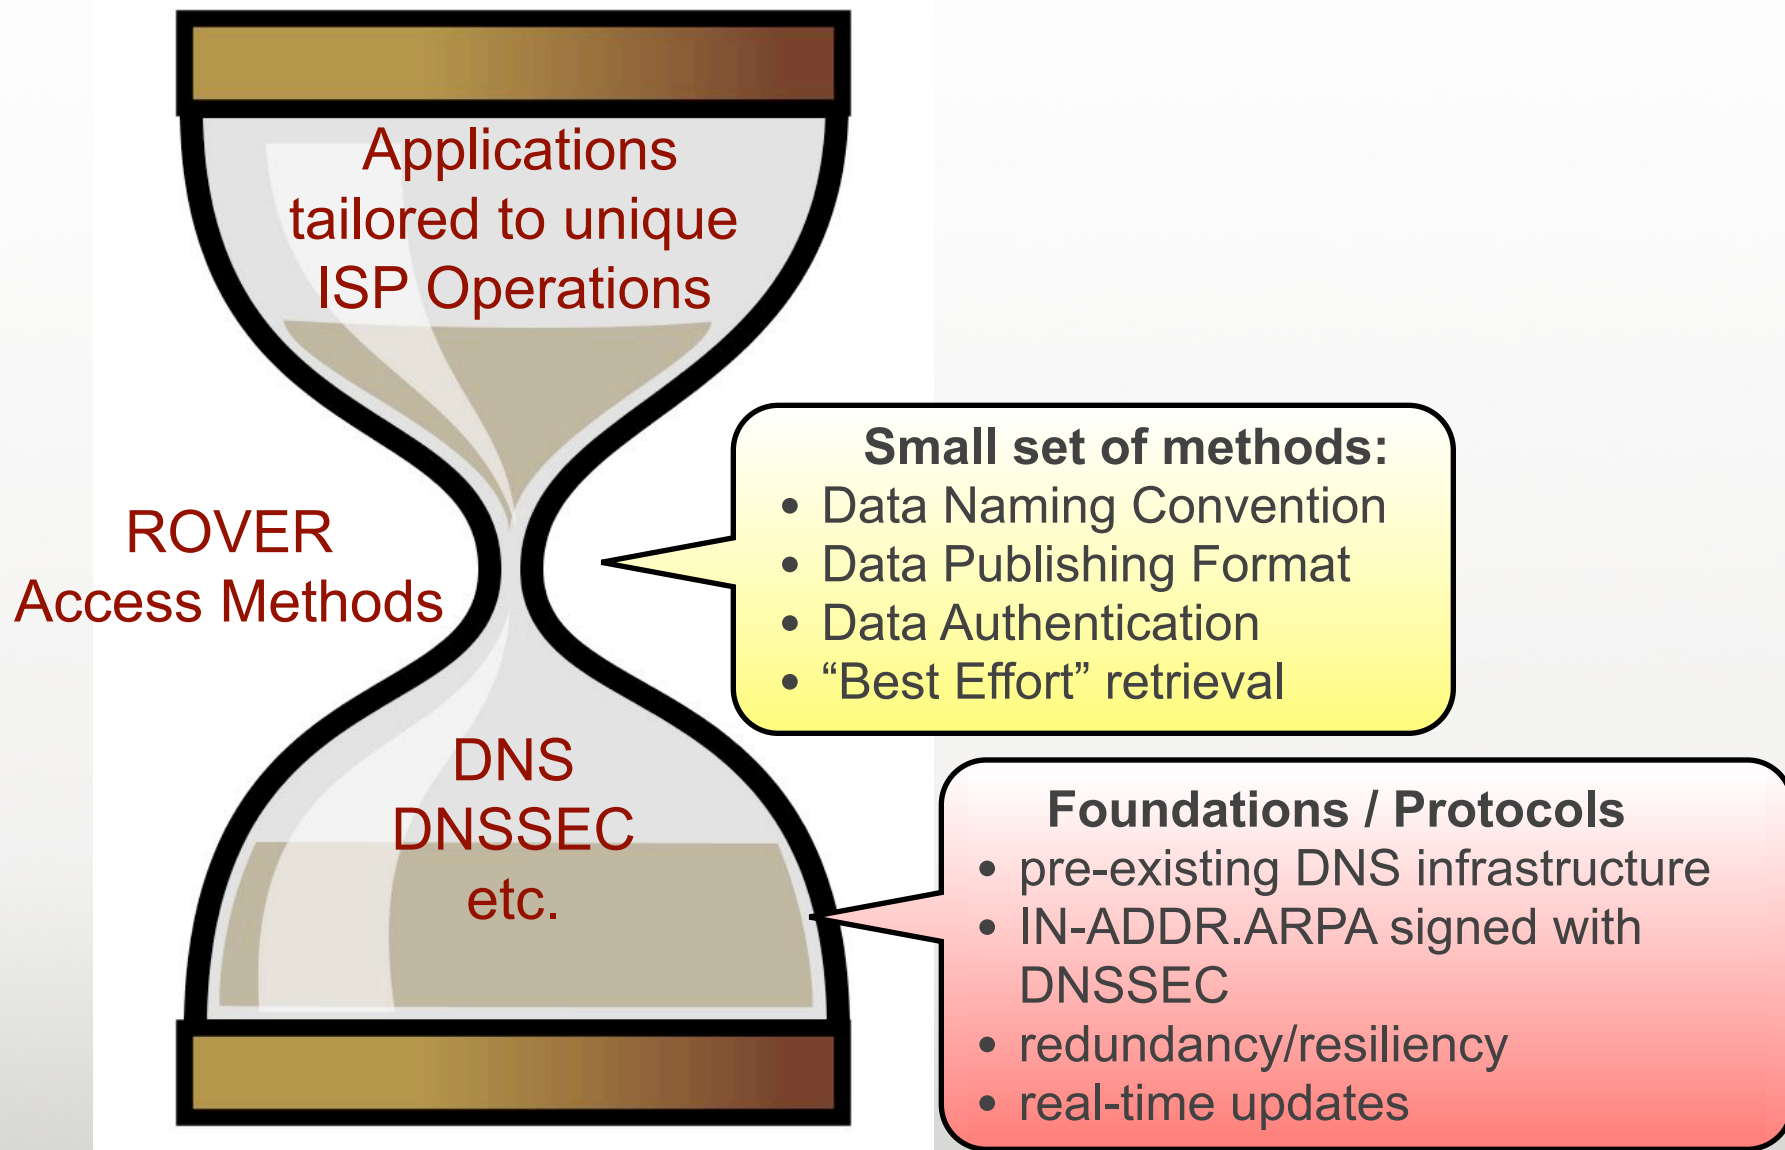 Applications
tailored to unique
ISP Operations
ROVER
Access Methods
Small set of methods:
• Data Naming Convention
• Data Publishing Format
• Data Authentication
• “Best Effort” retrieval
DNS
DNSSEC
etc.
Foundations / Protocols
• pre-existing DNS infrastructure
• IN-ADDR.ARPA signed with
DNSSEC
• redundancy/resiliency
• real-time updates